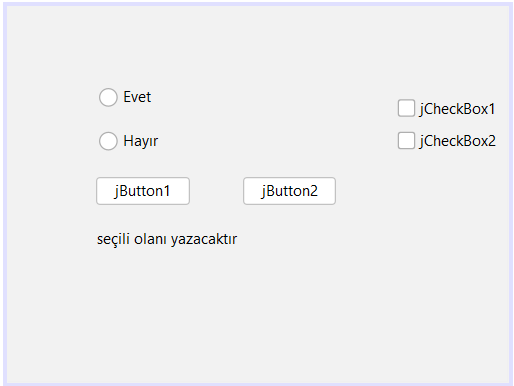 Evet
jCheckBox1
Hayır
jCheckBox2
jButton1
jButton2
seçili olanı yazacaktır